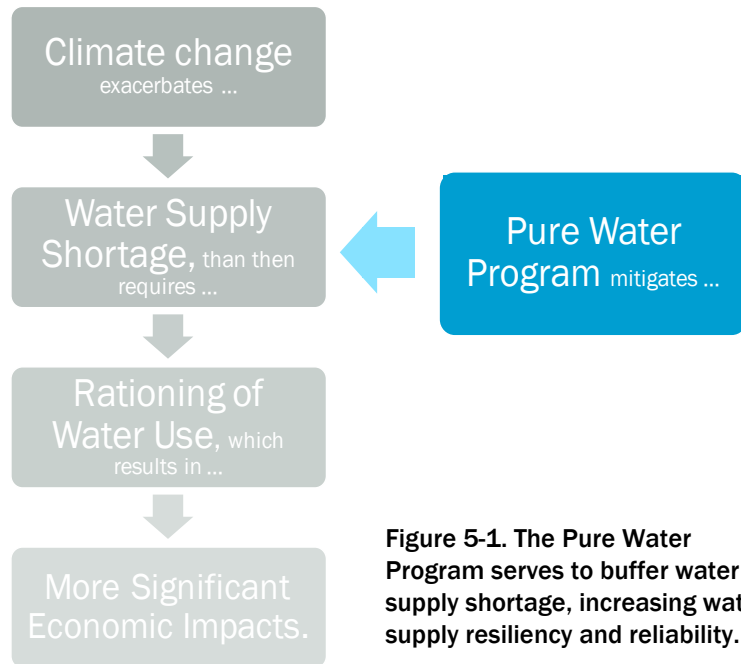 Climate change
exacerbates ...
Water Supply
Shortage, than then
requires ...
Pure Water
Program mitigates ...
Rationing of
Water Use, which
results in ...
More Significant
Economic Impacts.
Figure 5-1. The Pure Water
Program serves to buffer water
supply shortage, increasing wat
supply resiliency and reliability.